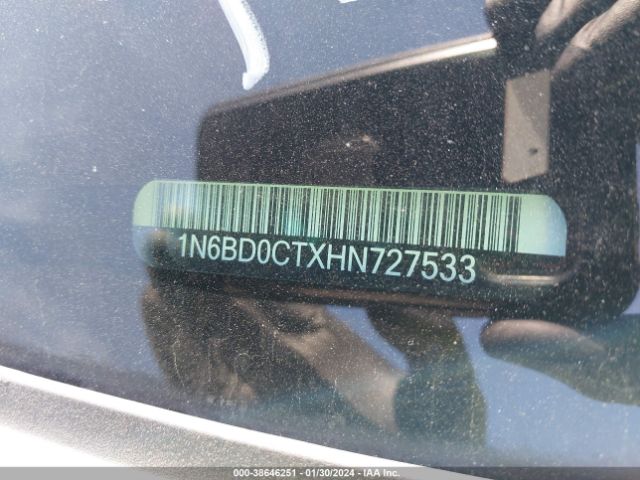 1N6BD0CTXHN727533
000-38646251 - 01/30/2024 - IAA Inc.